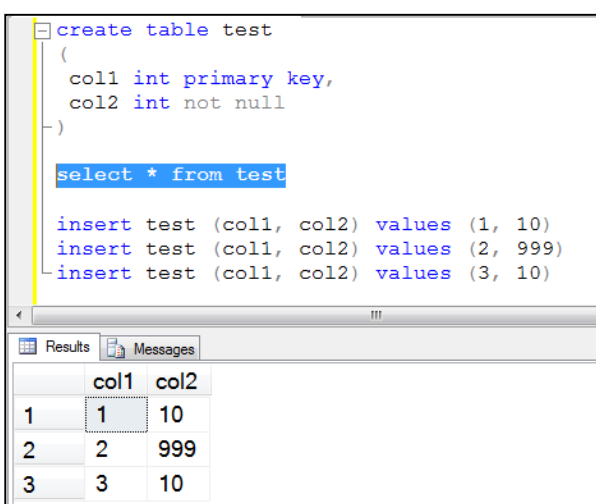 create table test
(
col1 int primary key,
col2 int not null
)
select * from test
insert test (col1, col2) values (1, 10)
insert test (col1, col2) values (2, 999)
insert test (col1, col2) values (3, 10)
Results Messages
col1 col2
1 1 10
2 2 999
3 3 10